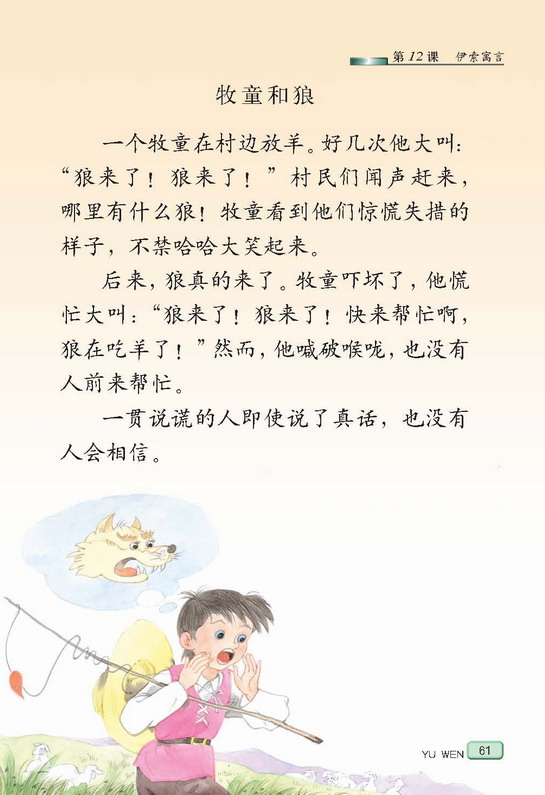 第12课 伊索寓言
牧童和狼
一个牧童在村边放羊。好几次他大叫:
“狼来了! 狼来了! ” 村民们闻声赶来,
哪里有什么狼! 牧童看到他们惊慌失措的
样子, 不禁哈哈大笑起来。
后来, 狼真的来了。牧童吓坏了, 他慌
忙大叫: “狼来了! 狼来了! 快来帮忙啊,
狼在吃羊了! ” 然而, 他喊破喉咙, 也没有
人前来帮忙。
一贯说谎的人即使说了真话, 也没有
人会相信。
YU WEN 61